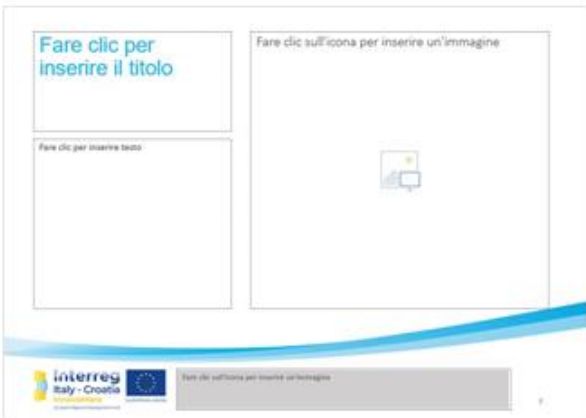 Fare clic per
inserire il titolo
Fare clic sull'icona per inserire un'immagine
Fare clic per inserire testo
Interreg
Italy - Croatia
Fare clic sull'icona per inserire un'immagine